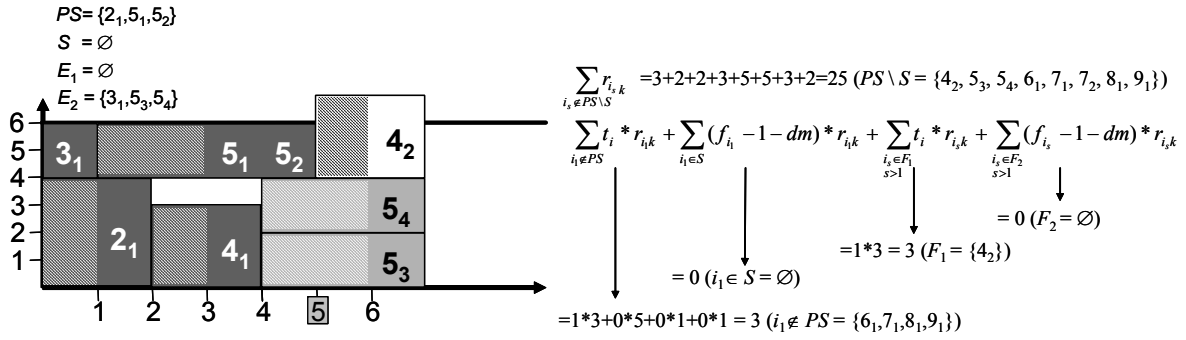 PS= {2₁,5₁,5₂}
S = ∅
E₁ = ∅
E₂ = {3₁,5₃,5₄}
6
5
4
3
2
1
3₁
5₁ 5₂
4₂
2₁
4₁
5₄
5₃
1 2 3 4 5 6
∑_{i_s∉PS\S} r_{i_s k} =3+2+2+3+5+5+3+2=25 (PS \ S = {4₂, 5₃, 5₄, 6₁, 7₁, 7₂, 8₁, 9₁})
∑_{i₁∉PS} t_i * r_{i₁k} + ∑_{i₁∈S} (f_{i₁} −1−dm) * r_{i₁k} + ∑_{i_s∈F₁ s>1} t_i * r_{i_sk} + ∑_{i_s∈F₂ s>1} (f_{i_s} −1−dm) * r_{i_sk}
= 0 (F₂ = ∅)
=1*3 = 3 (F₁ = {4₂})
= 0 (i₁∈ S = ∅)
=1*3+0*5+0*1+0*1 = 3 (i₁∉ PS = {6₁,7₁,8₁,9₁})